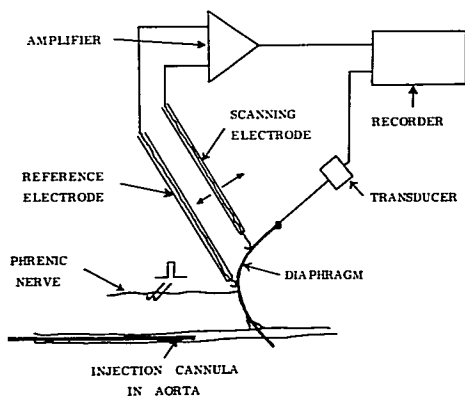 AMPLIFIER
SCANNING
ELECTRODE
RECORDER
REFERENCE
ELECTRODE
TRANSDUCER
PHRENIC
NERVE
DIAPHRAGM
INJECTION CANNULA
IN AORTA